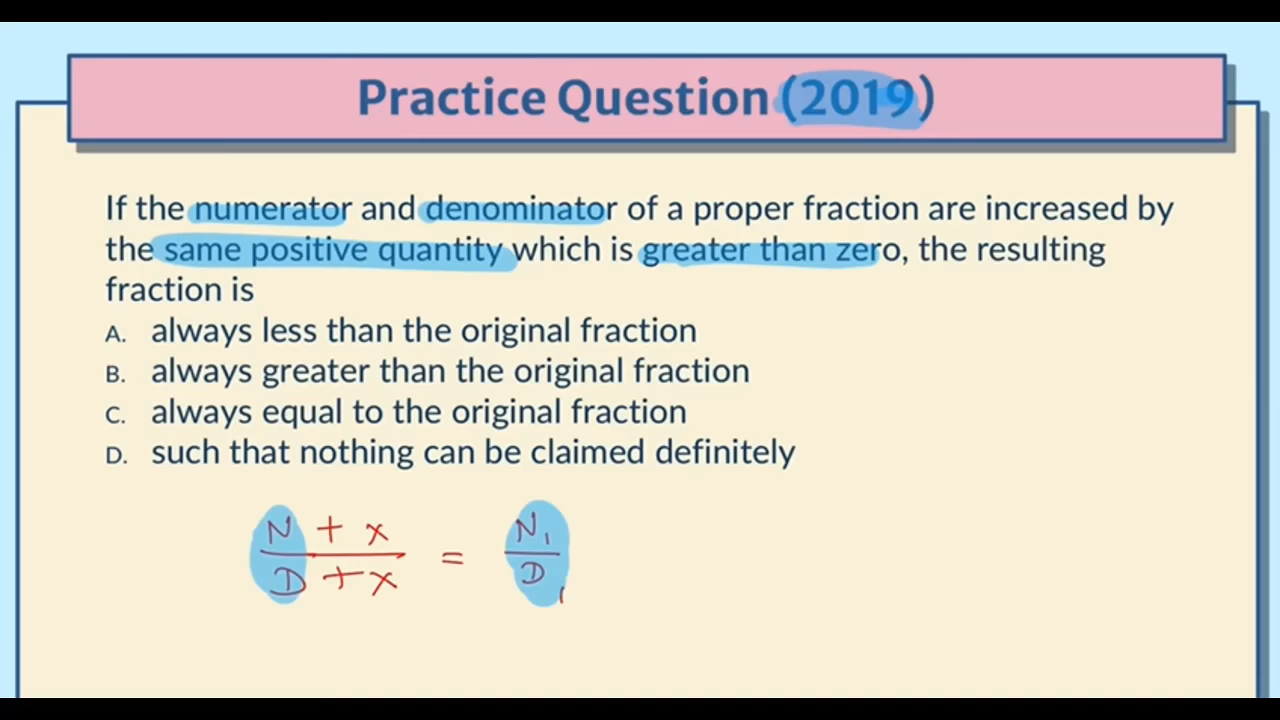 Practice Question (2019)
If the numerator and denominator of a proper fraction are increased by
the same positive quantity which is greater than zero, the resulting
fraction is
A. always less than the original fraction
B. always greater than the original fraction
C. always equal to the original fraction
D. such that nothing can be claimed definitely
N + x = N₁
D + x D₁